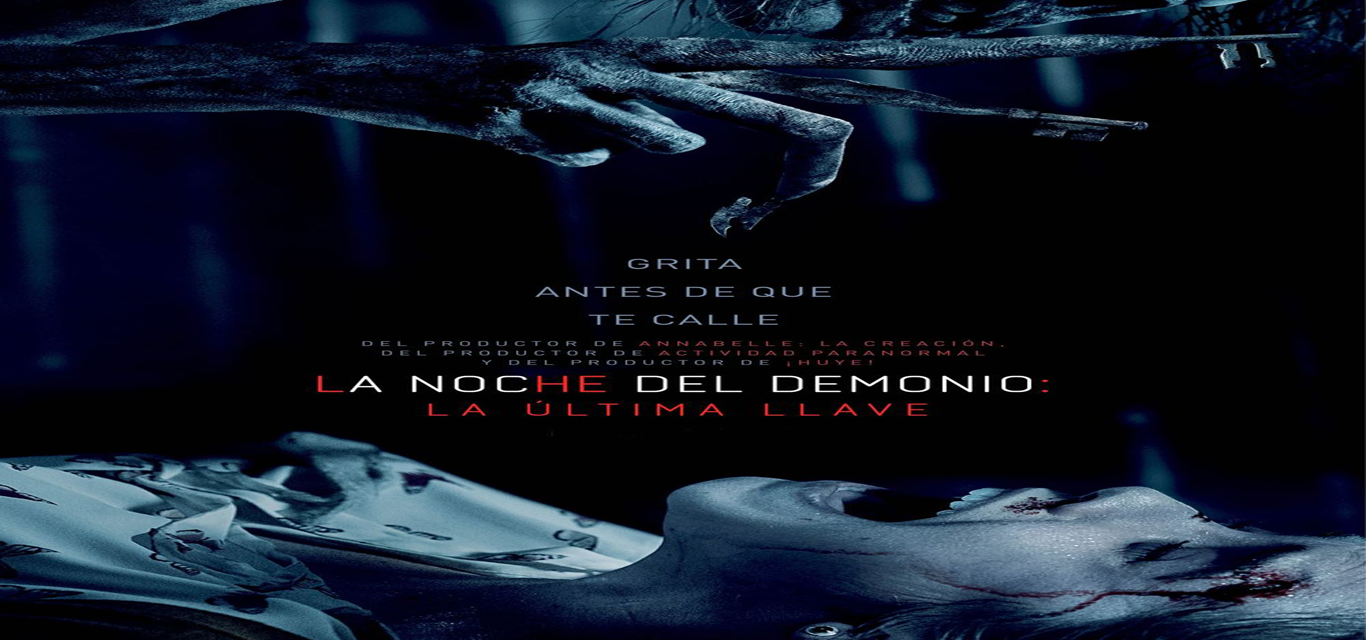 GRITA
ANTES DE QUE
TE CALLE
DEL PRODUCTOR DE ANNABELLE: LA CREACIÓN,
DEL PRODUCTOR DE ACTIVIDAD PARANORMAL
Y DEL PRODUCTOR DE ¡HUYE!
LA NOCHE DEL DEMONIO:
LA ÚLTIMA LLAVE